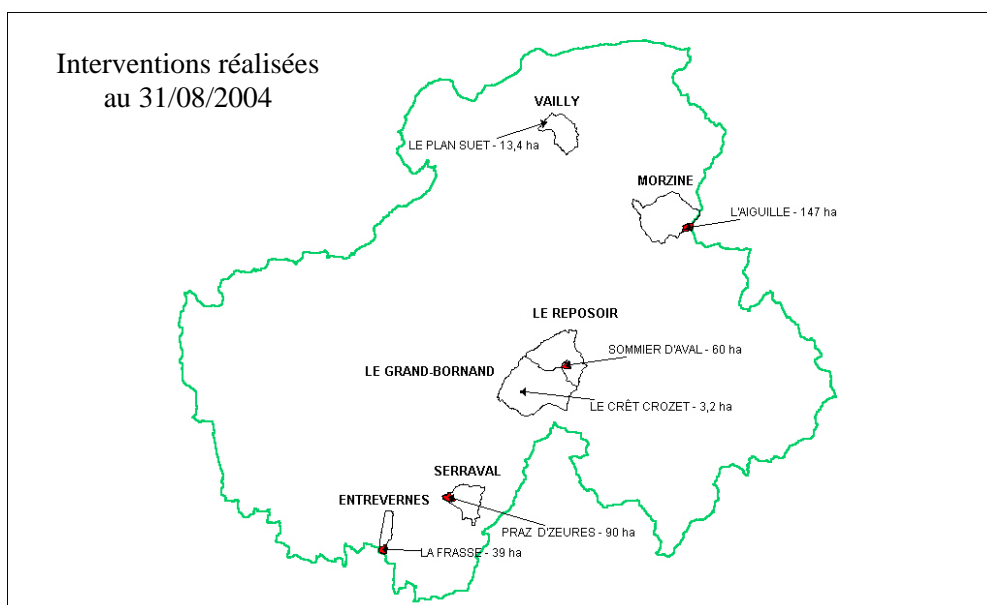 Interventions réalisées
au 31/08/2004
VAILLY
LE PLAN SUET - 13,4 ha
MORZINE
L'AIGUILLE - 147 ha
LE REPOSOIR
SOMMIER D'AVAL - 60 ha
LE GRAND-BORNAND
LE CRÊT CROZET - 3,2 ha
SERRAVAL
ENTREVERNES
PRAZ D'ZEURES - 90 ha
LA FRASSE - 39 ha